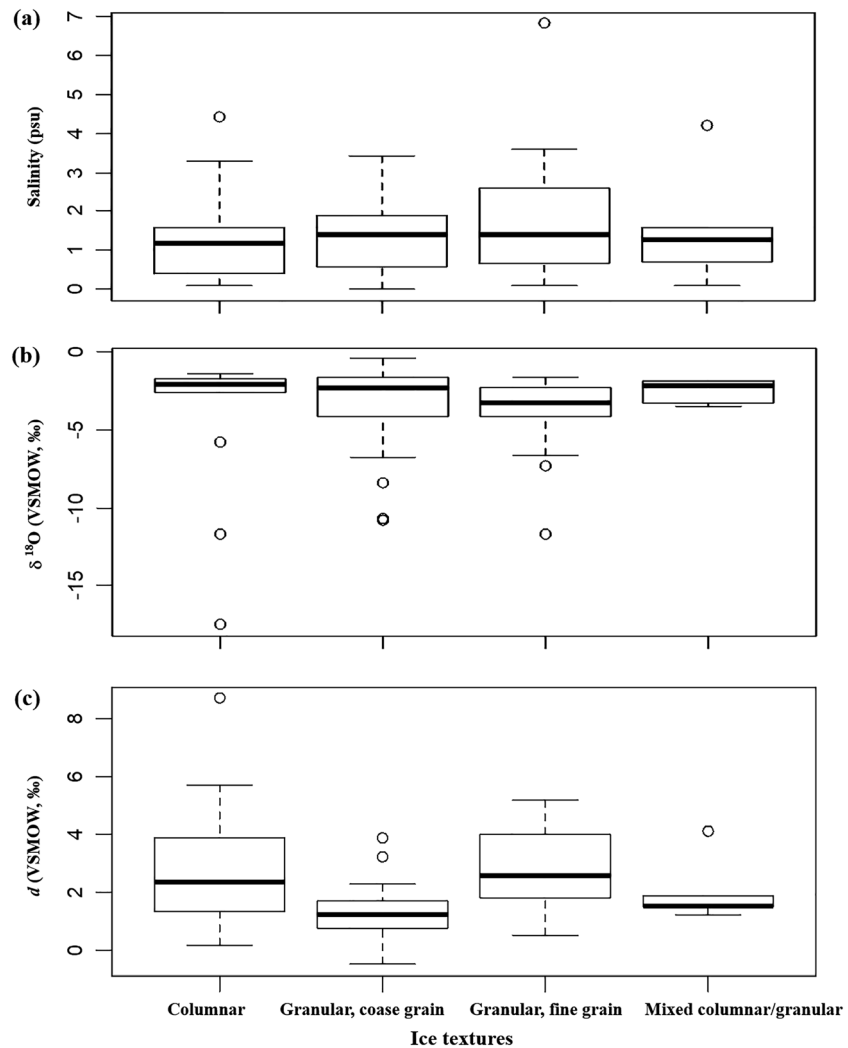 (a)
Salinity (psu)
7
6
5
4
3
2
1
0
(b)
δ ¹⁸O (VSMOW, ‰)
0
-5
-10
-15
(c)
d (VSMOW, ‰)
8
6
4
2
0
Columnar Granular, coase grain Granular, fine grain Mixed columnar/granular
Ice textures